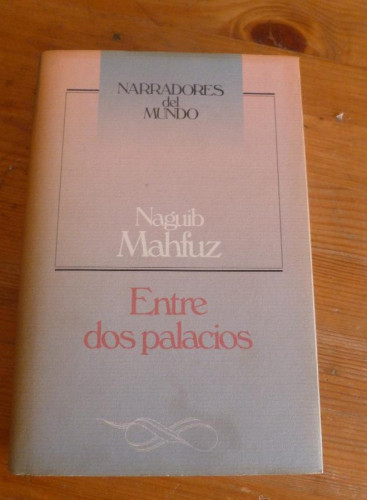 NARRADORES
del
MUNDO
Naguib
Mahfuz
Entre
dos palacios